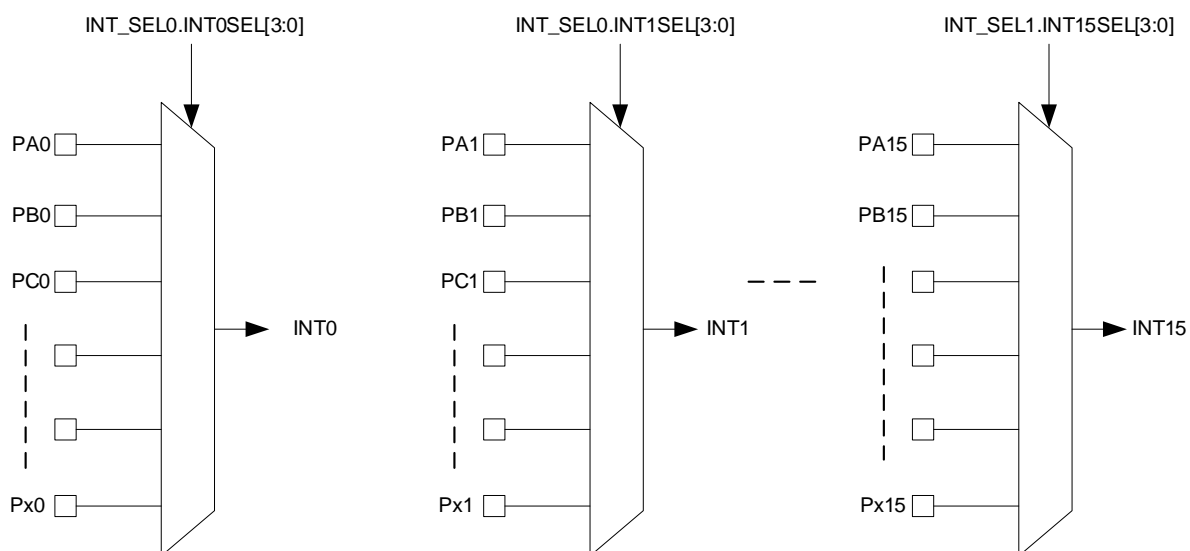 INT_SEL0.INT0SEL[3:0]
INT_SEL0.INT1SEL[3:0]
INT_SEL1.INT15SEL[3:0]
PA0
PB0
PC0
Px0
INT0
PA1
PB1
PC1
Px1
INT1
PA15
PB15
Px15
INT15